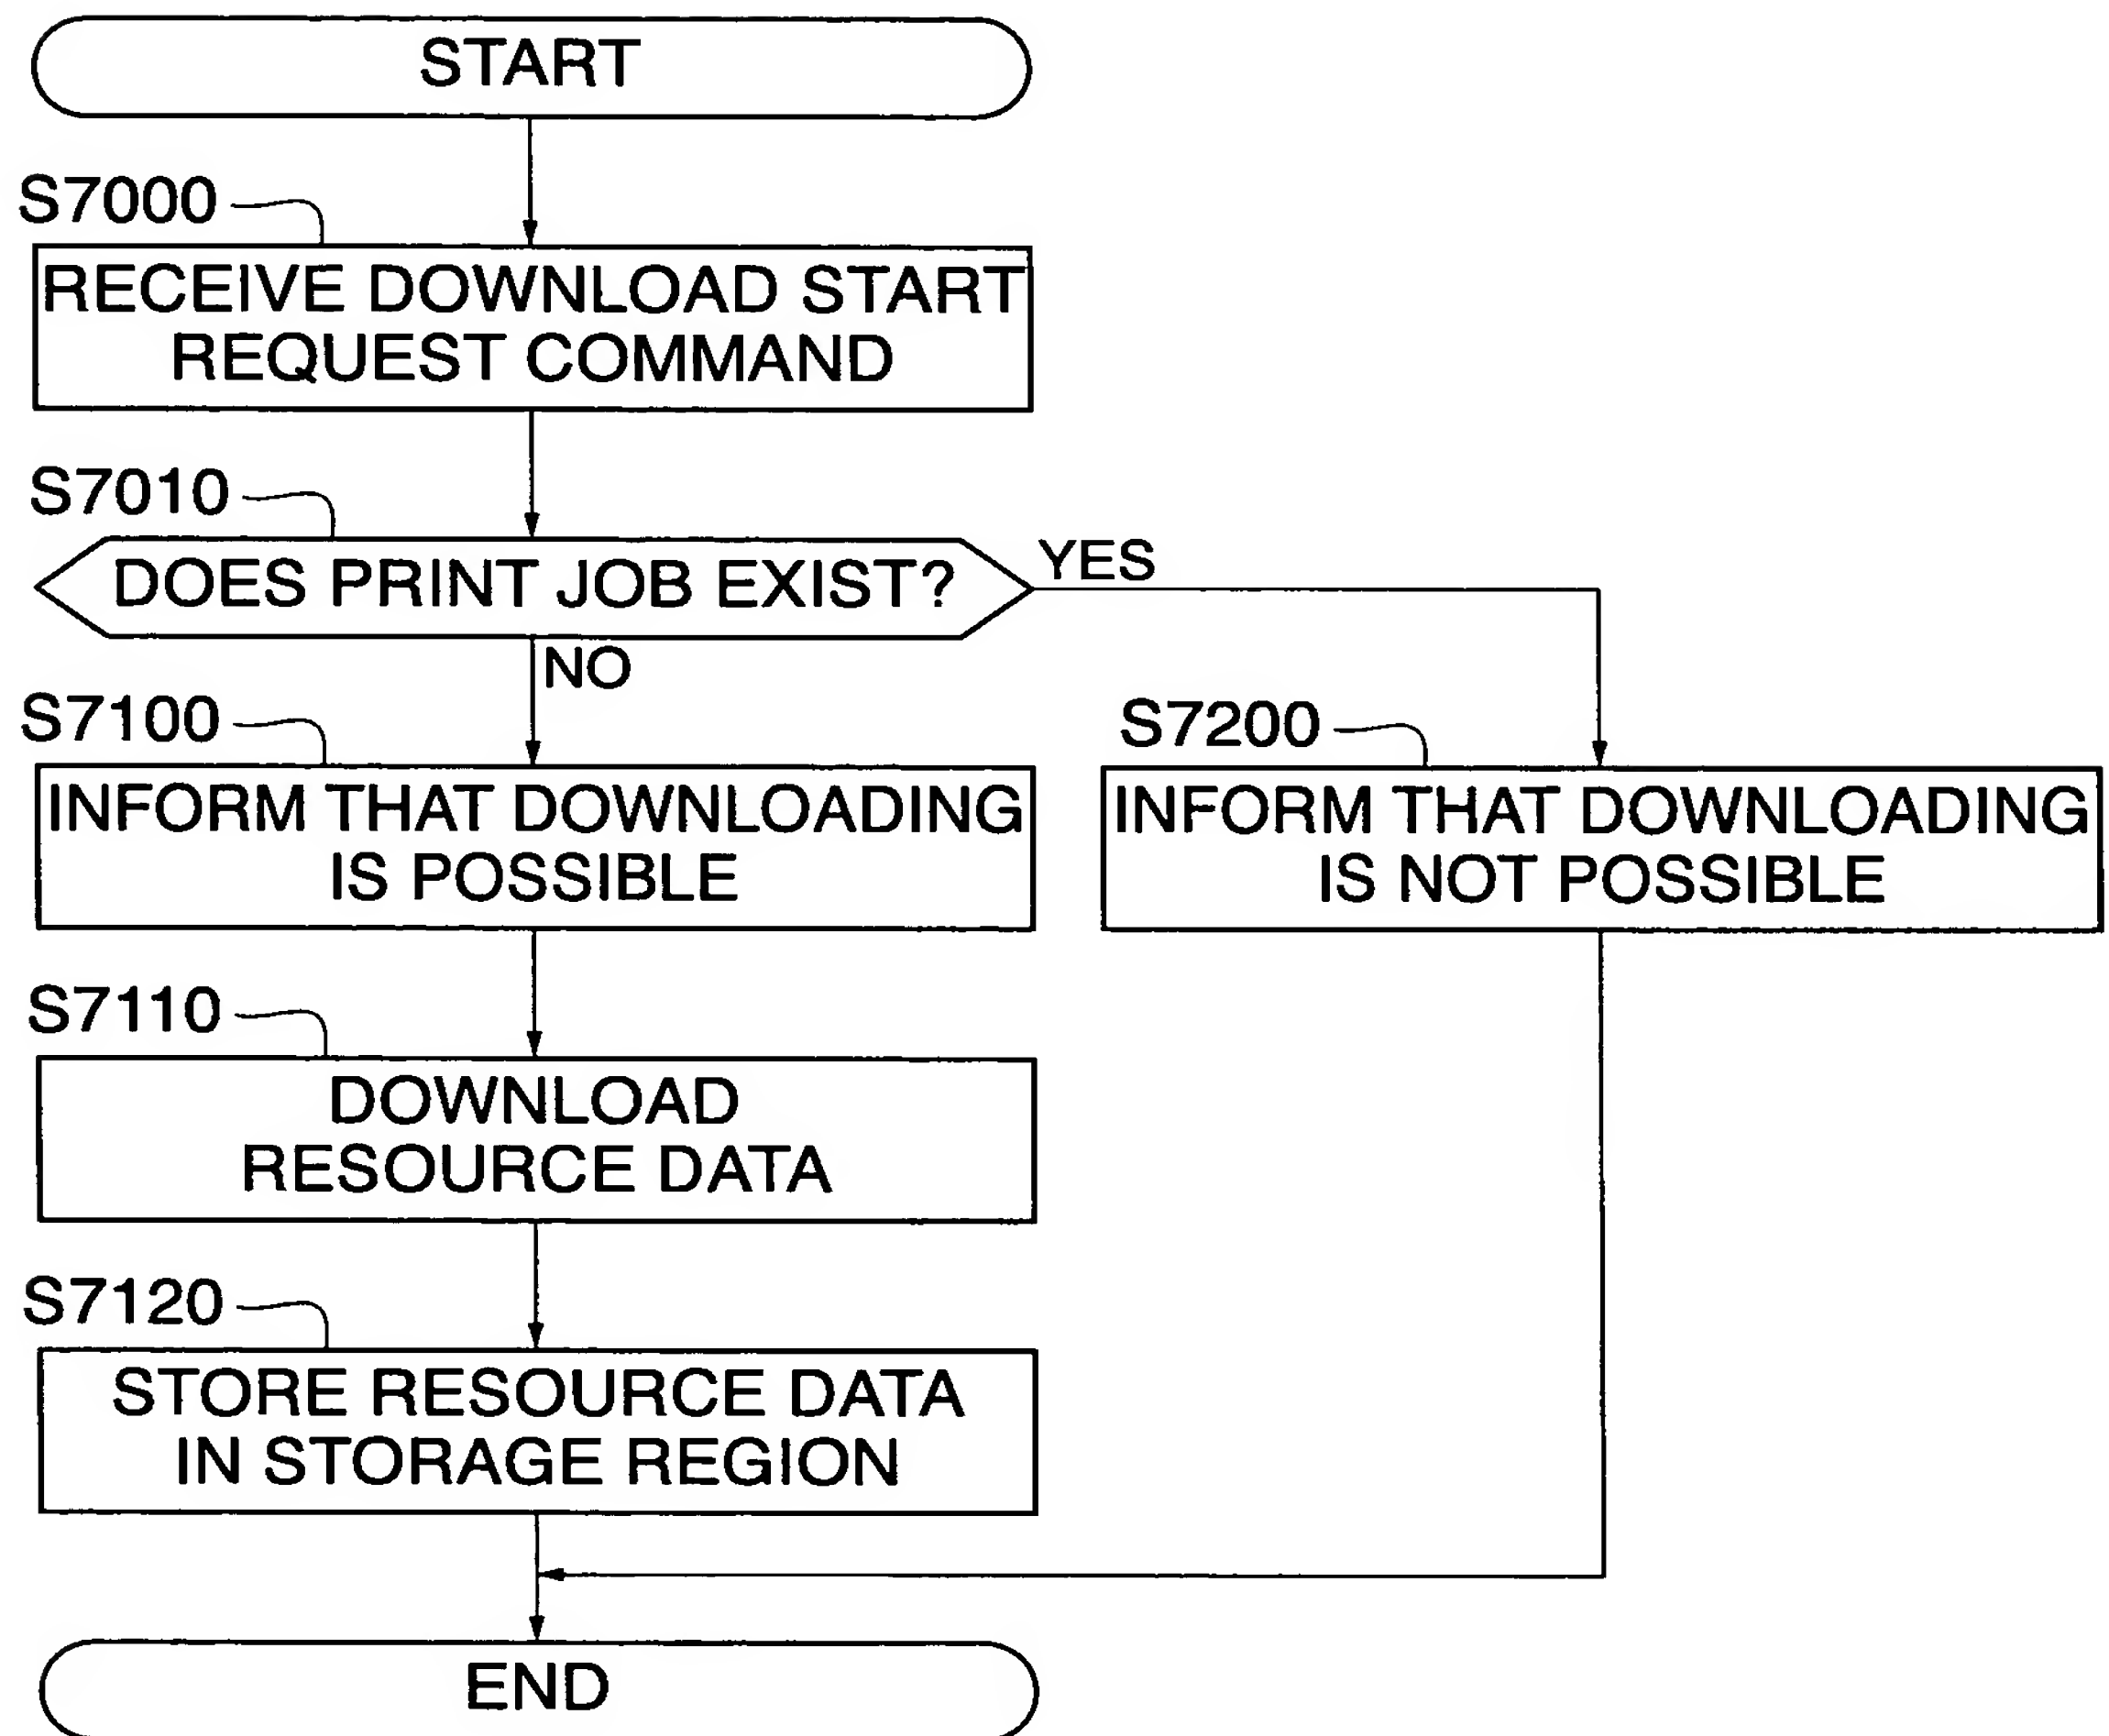 START
S7000
RECEIVE DOWNLOAD START
REQUEST COMMAND
S7010
DOES PRINT JOB EXIST?
YES
NO
S7100
INFORM THAT DOWNLOADING
IS POSSIBLE
S7200
INFORM THAT DOWNLOADING
IS NOT POSSIBLE
S7110
DOWNLOAD
RESOURCE DATA
S7120
STORE RESOURCE DATA
IN STORAGE REGION
END